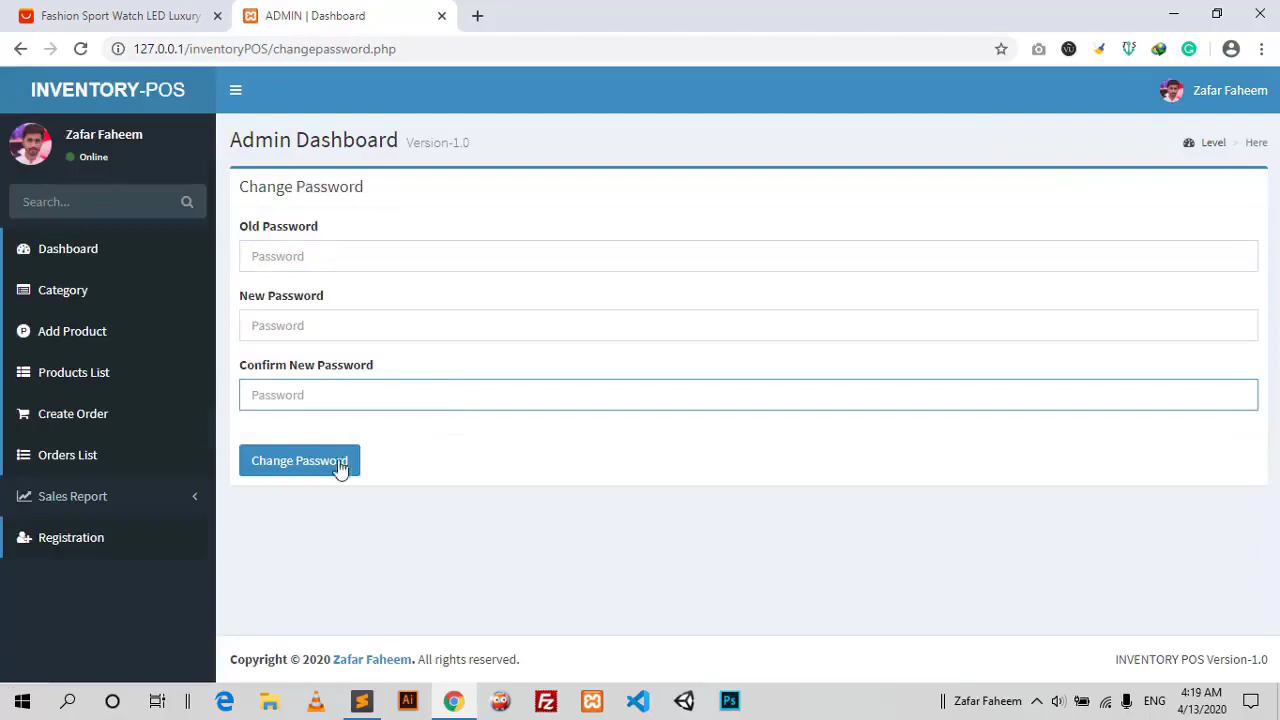 Fashion Sport Watch LED Luxury
ADMIN | Dashboard
127.0.0.1/inventoryPOS/changepassword.php
INVENTORY-POS
Zafar Faheem
Zafar Faheem
Online
Admin Dashboard Version-1.0
Level > Here
Search...
Change Password
Old Password
Password
New Password
Password
Confirm New Password
Password
Change Password
Dashboard
Category
Add Product
Products List
Create Order
Orders List
Sales Report
Registration
Copyright © 2020 Zafar Faheem. All rights reserved.
INVENTORY POS Version-1.0
Zafar Faheem
ENG
4:19 AM
4/13/2020